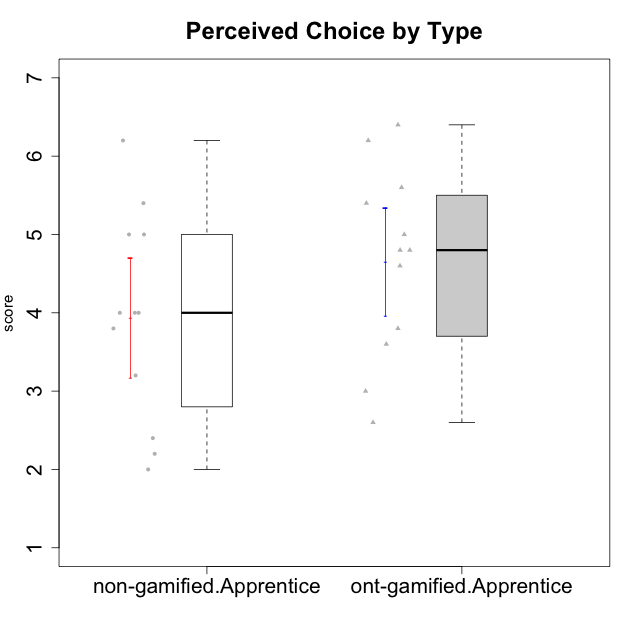 Perceived Choice by Type
7
6
5
4
3
2
1
score
non-gamified.Apprentice
ont-gamified.Apprentice